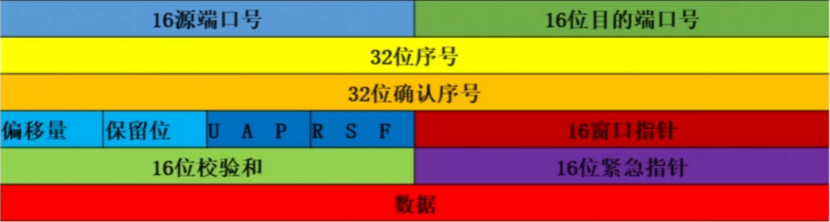 16源端口号 16位目的端口号
32位序号
32位确认序号
偏移量 保留位 U A P R S F 16窗口指针
16位校验和 16位紧急指针
数据